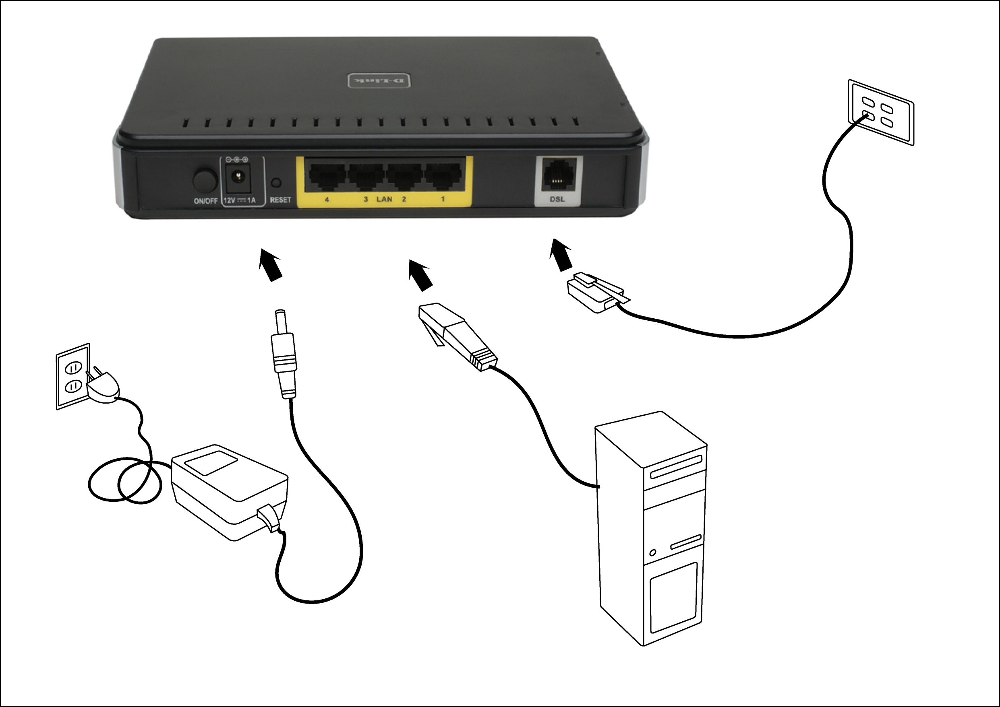 D-Link
ON/OFF
12V ⎓ 1A
RESET
4 3 LAN 2 1
DSL